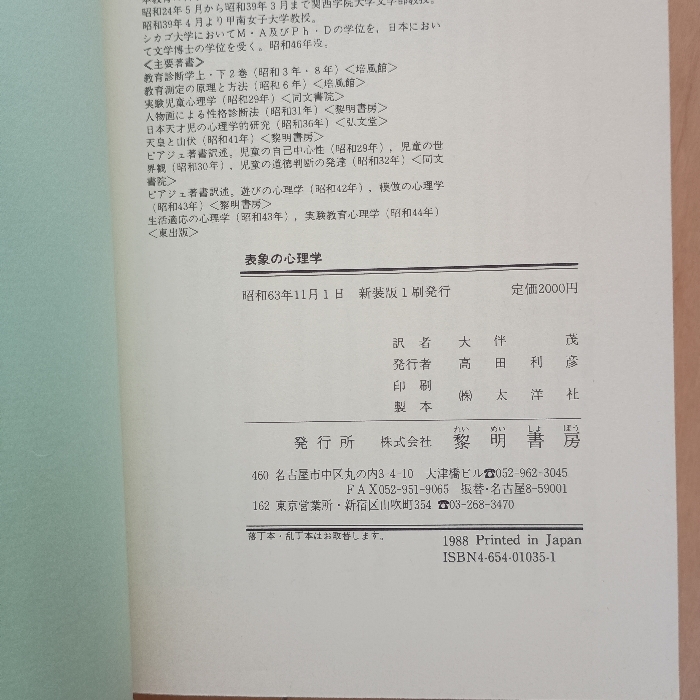 昭和24年5月から昭和39年3月まで関西学院大学文学部教授。
昭和39年4月より甲南女子大学教授。
シカゴ大学においてM・A及びPh・Dの学位を、日本におい
て文学博士の学位を受く。昭和46年没。
≪主要著書≫
教育診断学上・下2巻（昭和3年・8年）＜培風館＞
教育測定の原理と方法（昭和6年）＜培風館＞
実験児童心理学（昭和29年）＜同文書院＞
人物画による性格診断法（昭和31年）＜黎明書房＞
日本天才児の心理学的研究（昭和36年）＜弘文堂＞
天皇と山伏（昭和41年）＜黎明書房＞
ピアジェ著書訳述。児童の自己中心性（昭和29年），児童の世
界観（昭和30年），児童の道徳判断の発達（昭和32年）＜同文
書院＞
ピアジェ著書訳述。遊びの心理学（昭和42年），模倣の心理学
（昭和43年）＜黎明書房＞
生活適応の心理学（昭和43年），実験教育心理学（昭和44年）
＜東出版＞
表象の心理学
昭和63年11月1日 新装版1刷発行 定価2000円
訳者 大伴 茂
発行者 高田利彦
印刷
製本 ㈱太洋社
れい めい しょ ぼう
発行所 株式会社 黎明書房
460 名古屋市中区丸の内3-4-10 大津橋ビル☎052-962-3045
FAX052-951-9065 振替・名古屋8-59001
162 東京営業所・新宿区山吹町354 ☎03-268-3470
落丁本・乱丁本はお取替します。
1988 Printed in Japan
ISBN4-654-01035-1